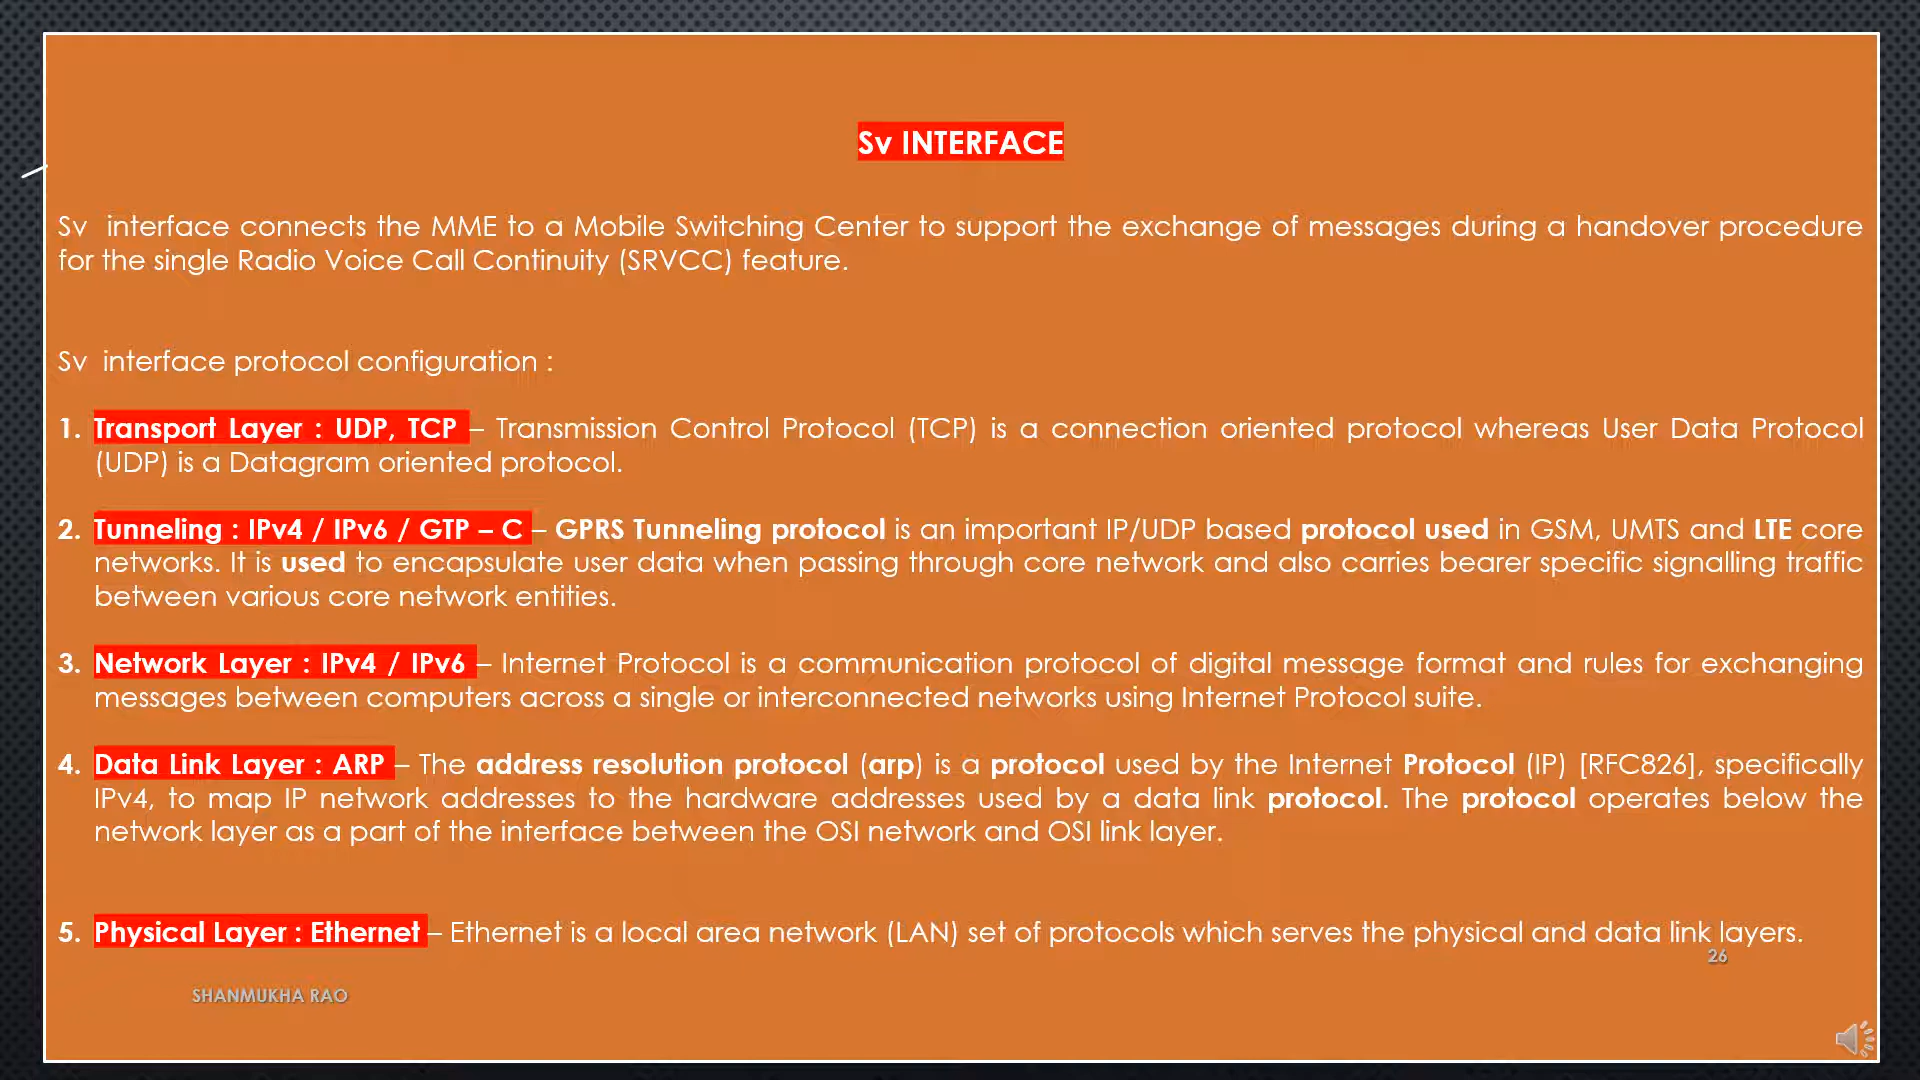 Sv INTERFACE
Sv interface connects the MME to a Mobile Switching Center to support the exchange of messages during a handover procedure
for the single Radio Voice Call Continuity (SRVCC) feature.
Sv interface protocol configuration :
1. Transport Layer : UDP, TCP – Transmission Control Protocol (TCP) is a connection oriented protocol whereas User Data Protocol
(UDP) is a Datagram oriented protocol.
2. Tunneling : IPv4 / IPv6 / GTP – C – GPRS Tunneling protocol is an important IP/UDP based protocol used in GSM, UMTS and LTE core
networks. It is used to encapsulate user data when passing through core network and also carries bearer specific signalling traffic
between various core network entities.
3. Network Layer : IPv4 / IPv6 – Internet Protocol is a communication protocol of digital message format and rules for exchanging
messages between computers across a single or interconnected networks using Internet Protocol suite.
4. Data Link Layer : ARP – The address resolution protocol (arp) is a protocol used by the Internet Protocol (IP) [RFC826], specifically
IPv4, to map IP network addresses to the hardware addresses used by a data link protocol. The protocol operates below the
network layer as a part of the interface between the OSI network and OSI link layer.
5. Physical Layer : Ethernet – Ethernet is a local area network (LAN) set of protocols which serves the physical and data link layers.
26
SHANMUKHA RAO